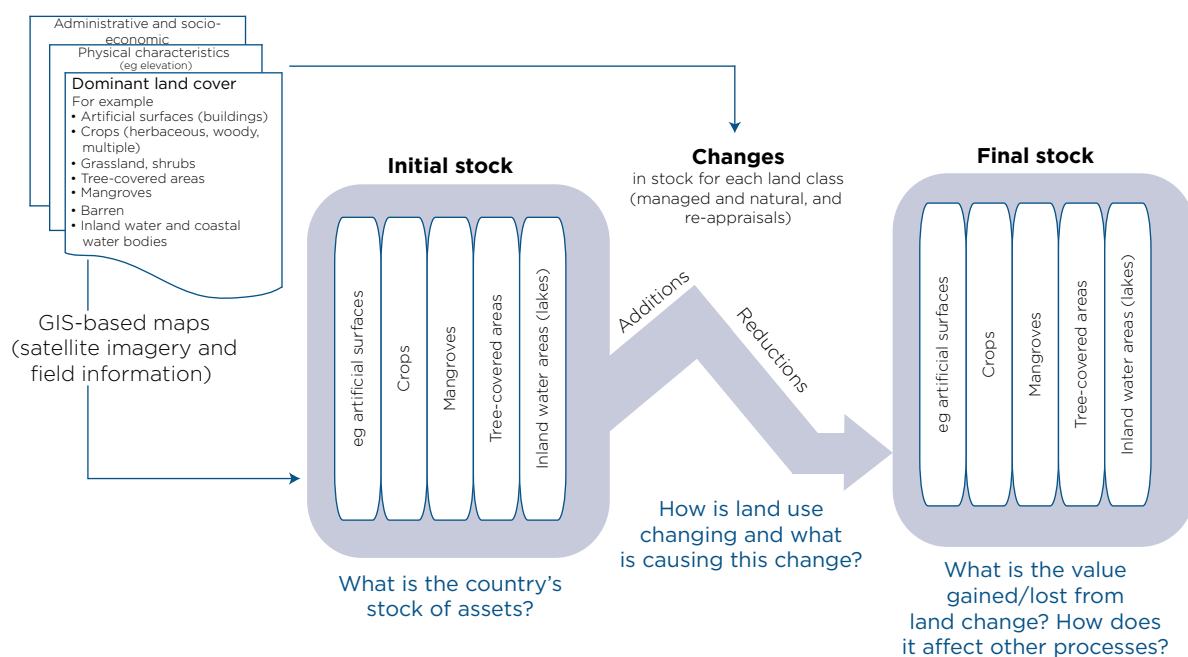 Administrative and socio-
economic
Physical characteristics
(eg elevation)
Dominant land cover
For example
• Artificial surfaces (buildings)
• Crops (herbaceous, woody,
multiple)
• Grassland, shrubs
• Tree-covered areas
• Mangroves
• Barren
• Inland water and coastal
water bodies
GIS-based maps
(satellite imagery and
field information)
Initial stock
eg artificial surfaces
Crops
Mangroves
Tree-covered areas
Inland water areas (lakes)
What is the country’s
stock of assets?
Changes
in stock for each land class
(managed and natural, and
re-appraisals)
Additions
Reductions
How is land use
changing and what
is causing this change?
Final stock
eg artificial surfaces
Crops
Mangroves
Tree-covered areas
Inland water areas (lakes)
What is the value
gained/lost from
land change? How does
it affect other processes?